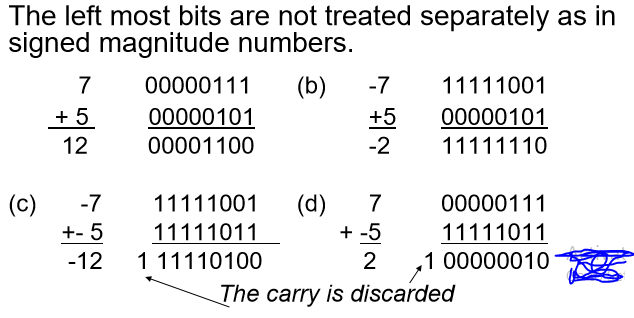 The left most bits are not treated separately as in
signed magnitude numbers.
7 00000111 (b) -7 11111001
+ 5 00000101 +5 00000101
12 00001100 -2 11111110
(c) -7 11111001 (d) 7 00000111
+- 5 11111011 + -5 11111011
-12 1 11110100 2 1 00000010
The carry is discarded